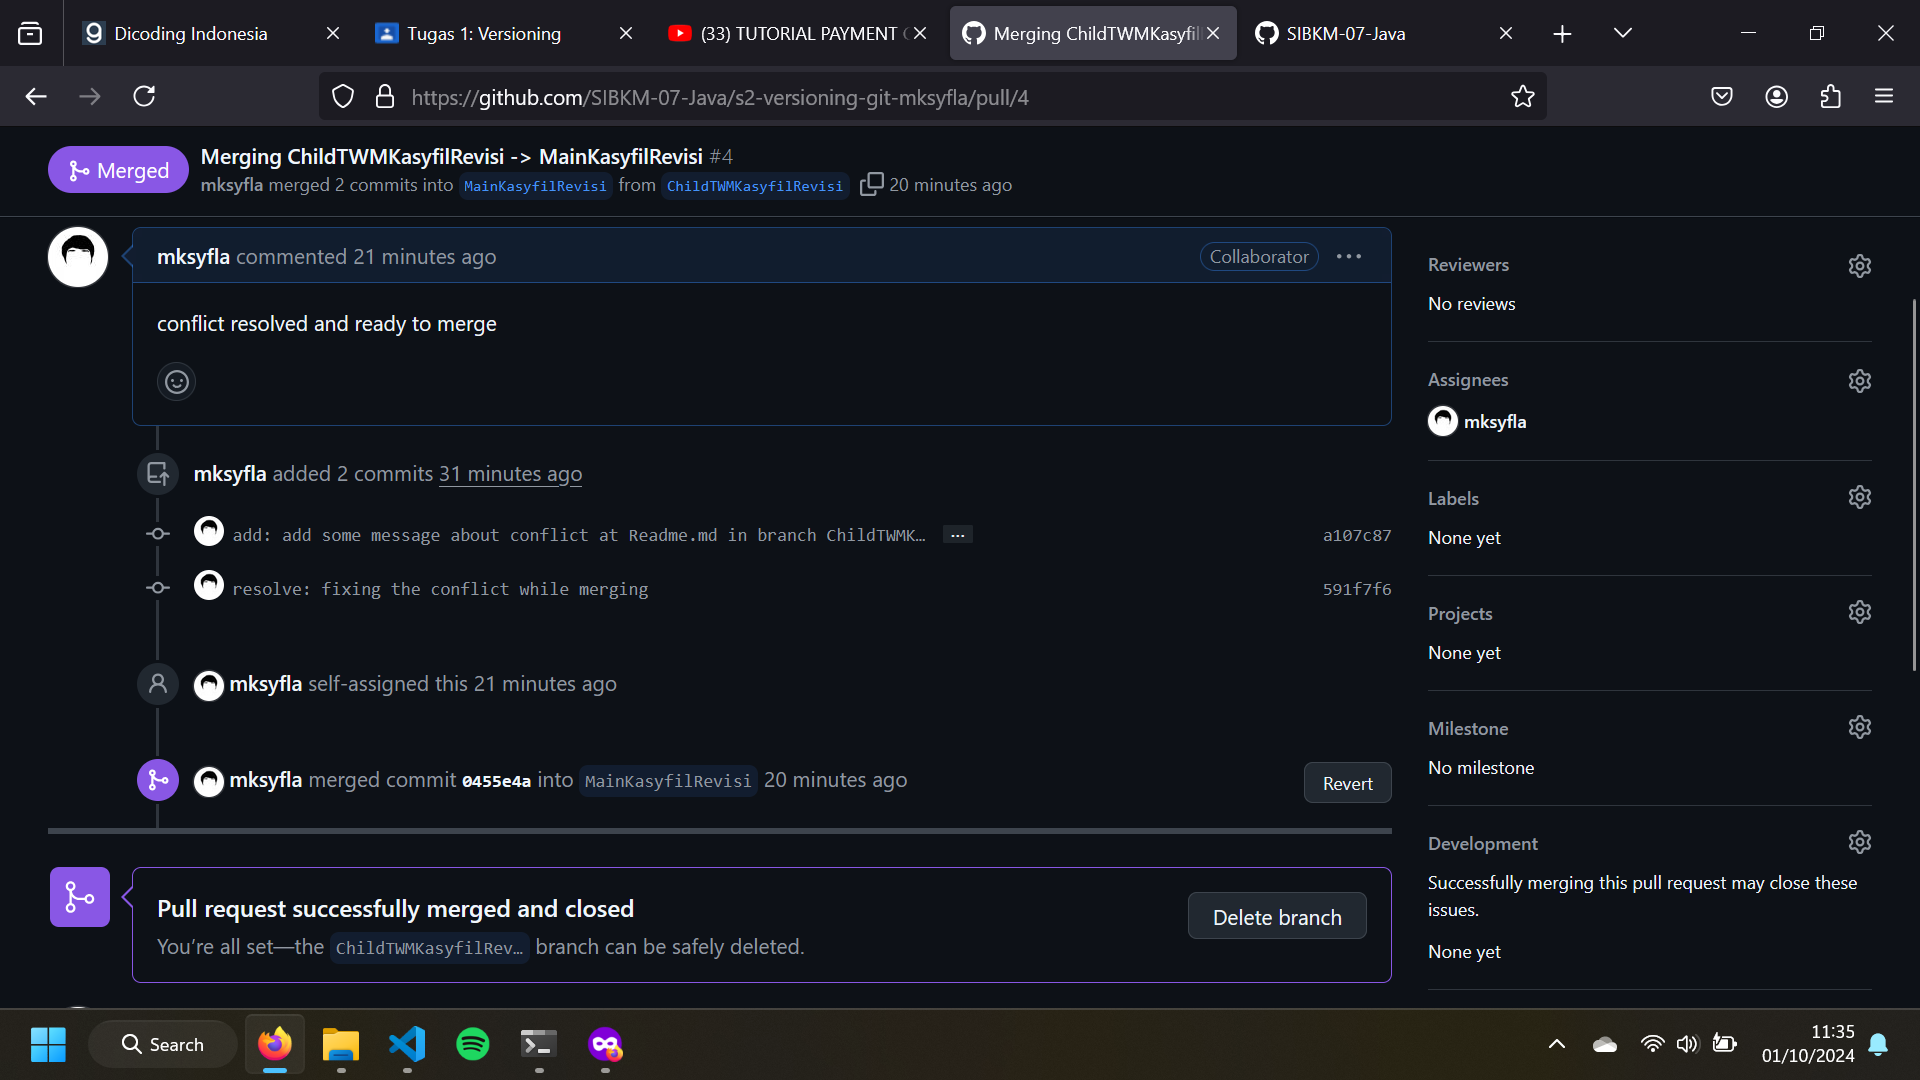 Dicoding Indonesia
Tugas 1: Versioning
(33) TUTORIAL PAYMENT
Merging ChildTWMKasyfil
SIBKM-07-Java
https://github.com/SIBKM-07-Java/s2-versioning-git-mksyfla/pull/4
Merged
Merging ChildTWMKasyfilRevisi -> MainKasyfilRevisi #4
mksyfla merged 2 commits into MainKasyfilRevisi from ChildTWMKasyfilRevisi 20 minutes ago
mksyfla commented 21 minutes ago
Collaborator
conflict resolved and ready to merge
mksyfla added 2 commits 31 minutes ago
add: add some message about conflict at Readme.md in branch ChildTWMK… …
a107c87
resolve: fixing the conflict while merging
591f7f6
mksyfla self-assigned this 21 minutes ago
mksyfla merged commit 0455e4a into MainKasyfilRevisi 20 minutes ago
Revert
Pull request successfully merged and closed
You’re all set—the ChildTWMKasyfilRev… branch can be safely deleted.
Delete branch
Reviewers
No reviews
Assignees
mksyfla
Labels
None yet
Projects
None yet
Milestone
No milestone
Development
Successfully merging this pull request may close these
issues.
None yet
Search
11:35
01/10/2024